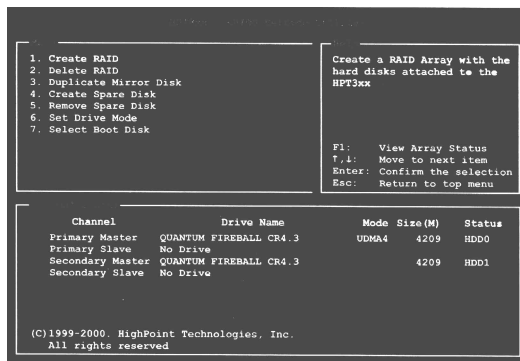 1. Create RAID
2. Delete RAID
3. Duplicate Mirror Disk
4. Create Spare Disk
5. Remove Spare Disk
6. Set Drive Mode
7. Select Boot Disk
Create a RAID Array with the
hard disks attached to the
HPT3xx
F1: View Array Status
↑,↓: Move to next item
Enter: Confirm the selection
Esc: Return to top menu
Channel Drive Name Mode Size(M) Status
Primary Master QUANTUM FIREBALL CR4.3 UDMA4 4209 HDD0
Primary Slave No Drive
Secondary Master QUANTUM FIREBALL CR4.3 4209 HDD1
Secondary Slave No Drive
(C)1999-2000. HighPoint Technologies, Inc.
All rights reserved